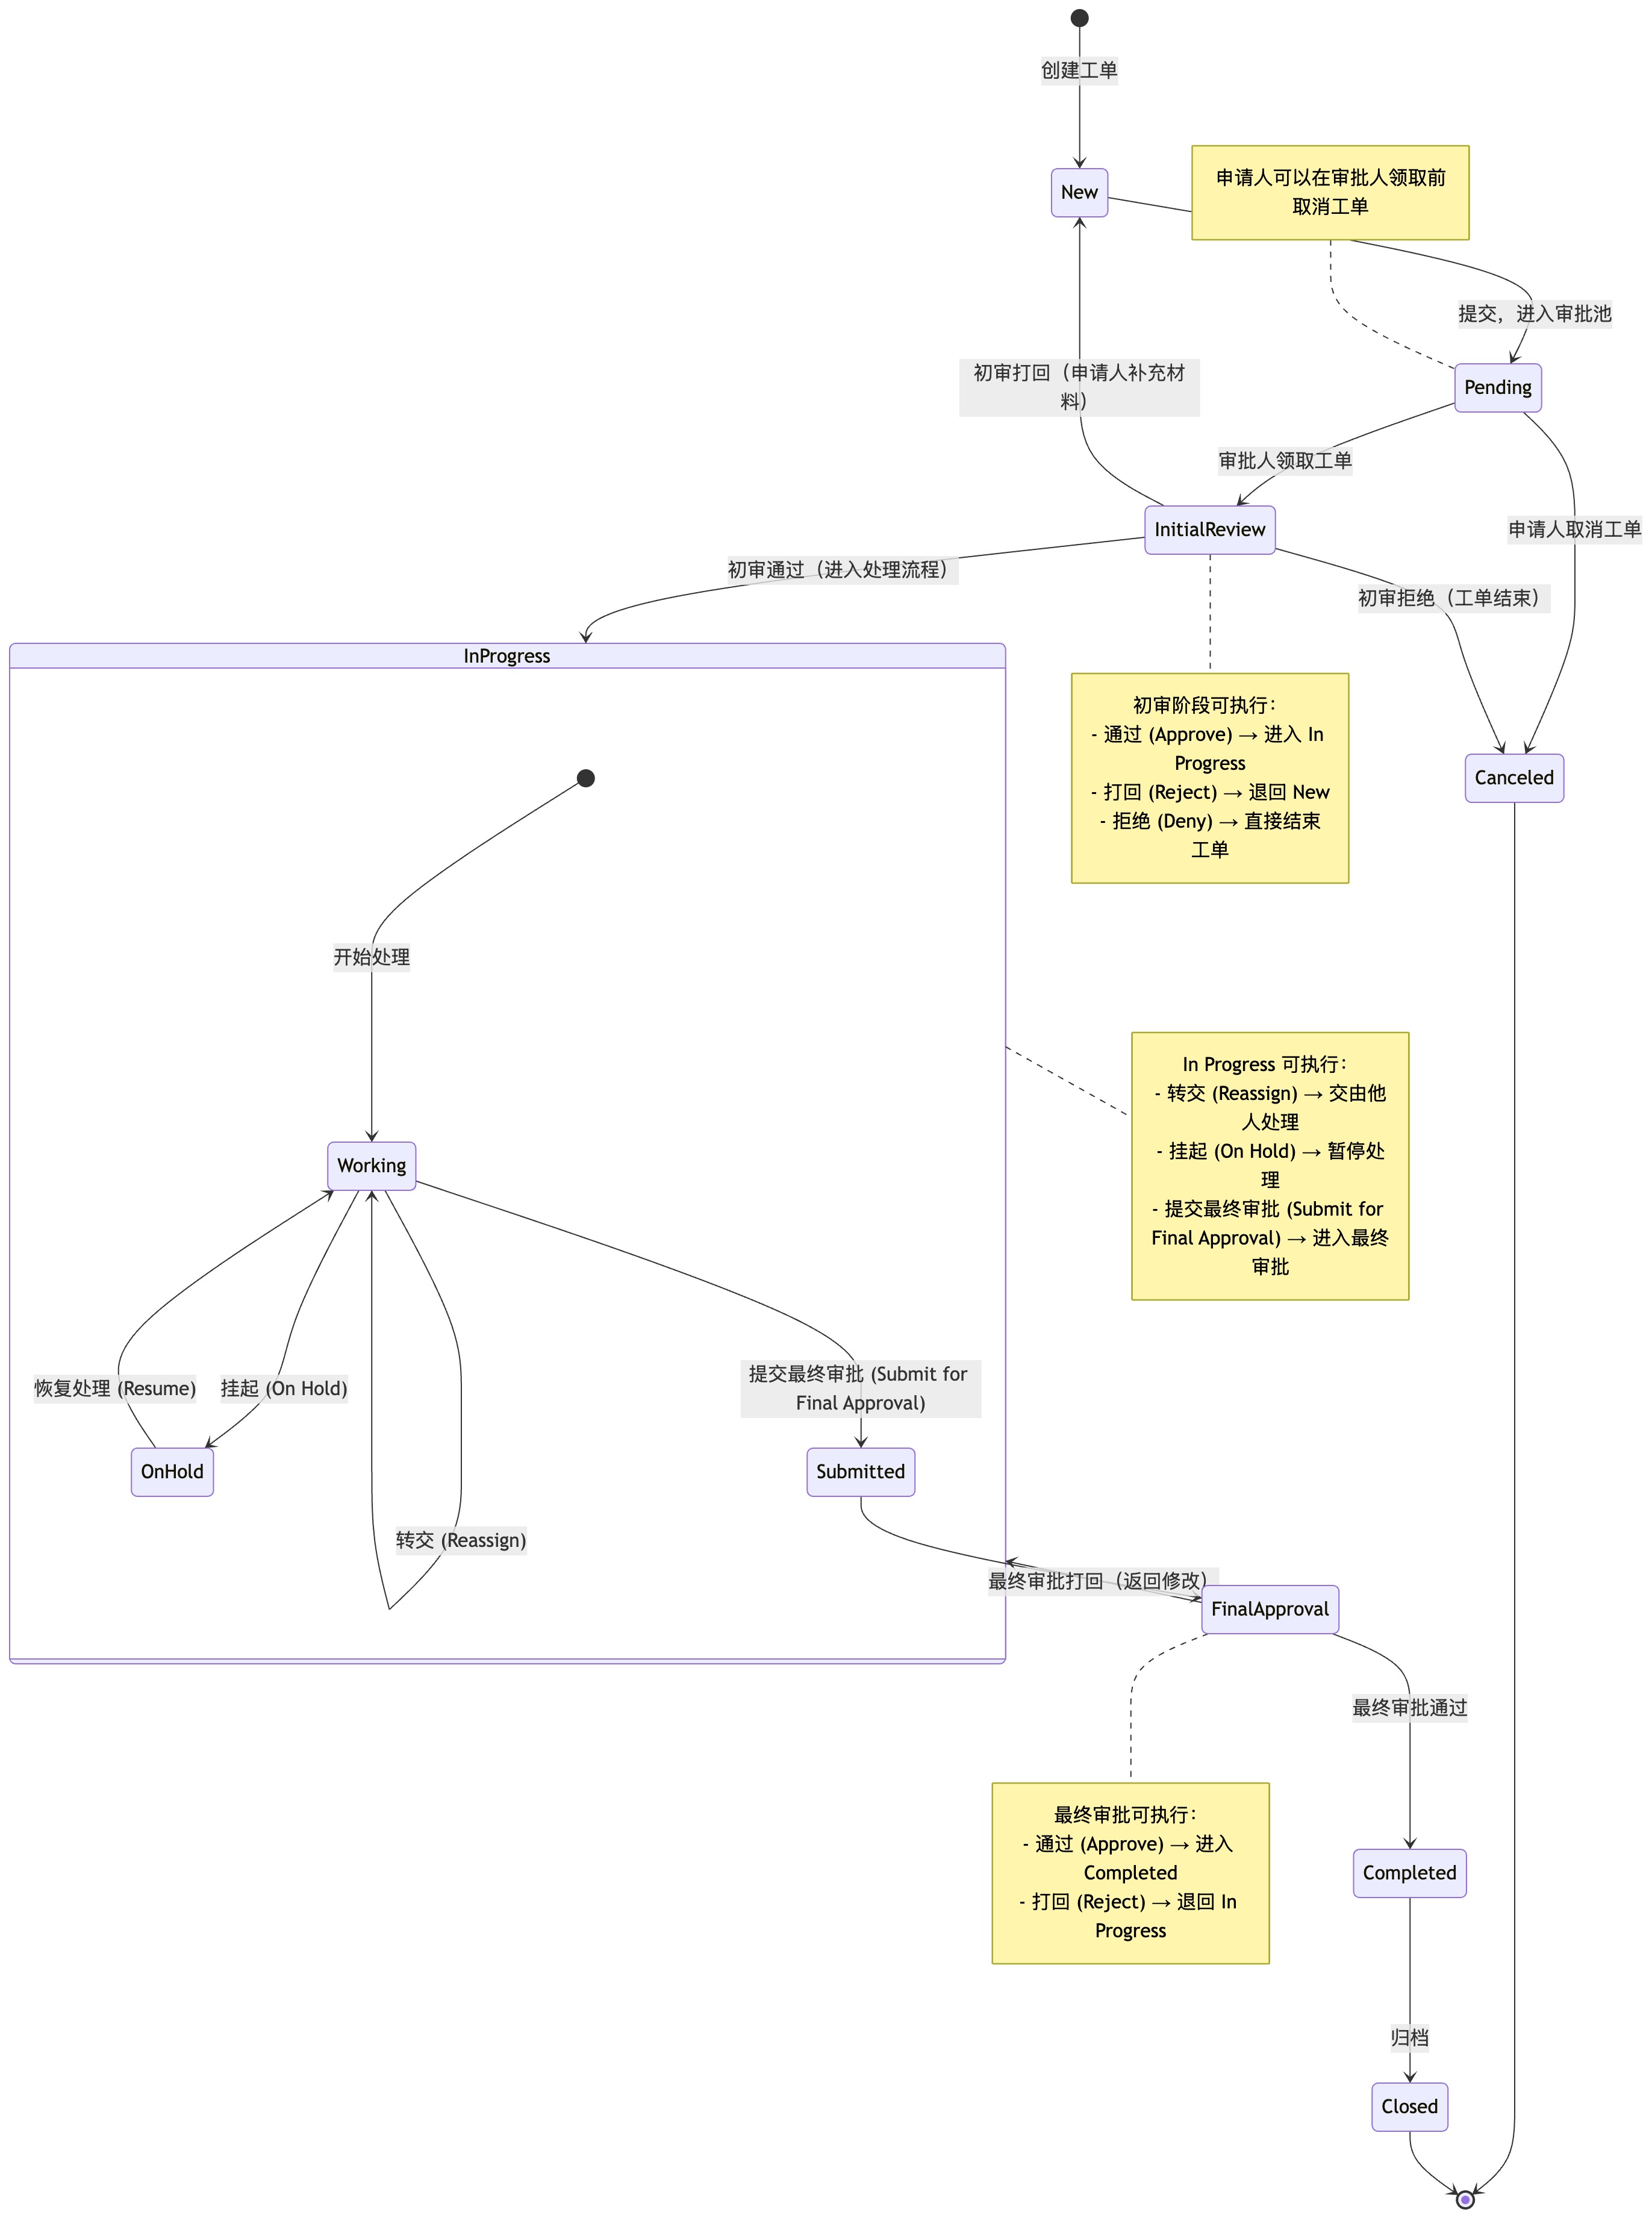 创建工单
New
申请人可以在审批人领取前
取消工单
提交，进入审批池
Pending
初审打回（申请人补充材
料）
审批人领取工单
InitialReview
申请人取消工单
初审通过（进入处理流程）
初审拒绝（工单结束）
InProgress
初审阶段可执行：
- 通过 (Approve) → 进入 In
Progress
- 打回 (Reject) → 退回 New
- 拒绝 (Deny) → 直接结束
工单
Canceled
开始处理
In Progress 可执行：
- 转交 (Reassign) → 交由他
人处理
- 挂起 (On Hold) → 暂停处
理
- 提交最终审批 (Submit for
Final Approval) → 进入最终
审批
Working
恢复处理 (Resume)
挂起 (On Hold)
提交最终审批 (Submit for
Final Approval)
OnHold
Submitted
转交 (Reassign)
最终审批打回（返回修改）
FinalApproval
最终审批通过
最终审批可执行：
- 通过 (Approve) → 进入
Completed
- 打回 (Reject) → 退回 In
Progress
Completed
归档
Closed